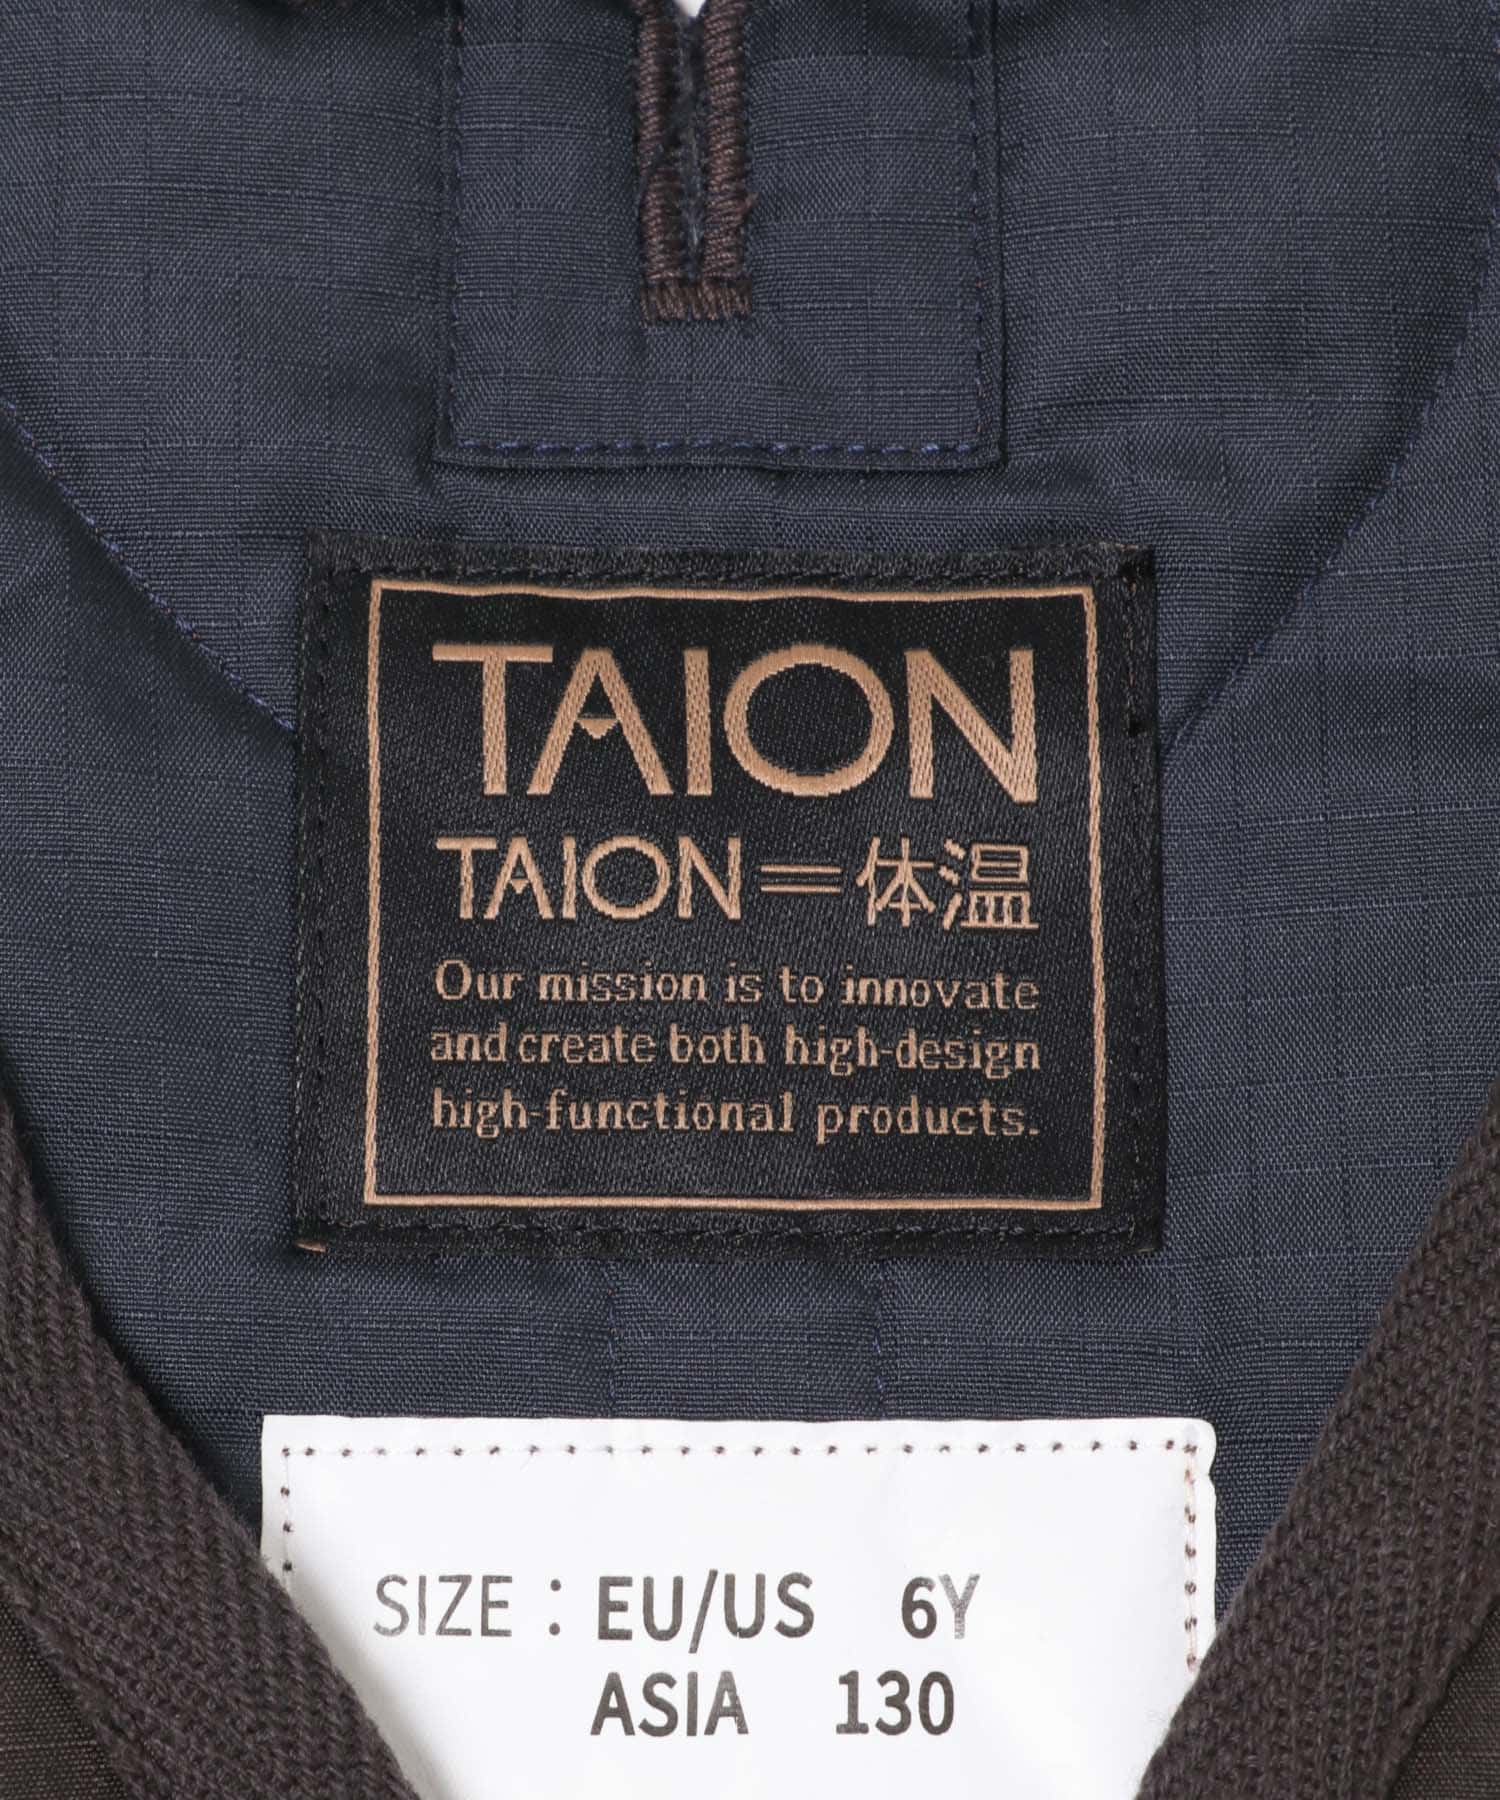 TAION
TAION=体温
Our mission is to innovate
and create both high-design
high-functional products.
SIZE：EU/US 6Y
ASIA 130